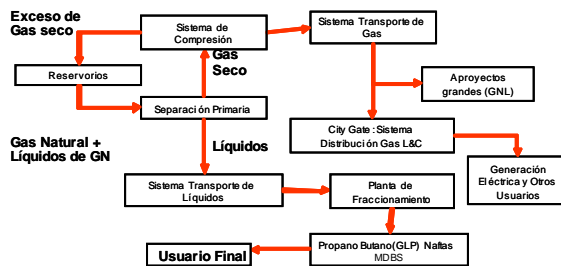 Exceso de
Gas seco
Sistema de
Compresión
Sistema Transporte de
Gas
Gas
Seco
Reservorios
Aproyectos
grandes (GNL)
Separación Primaria
City Gate :Sistema
Distribución Gas L&C
Gas Natural +
Líquidos de GN
Líquidos
Generación
Eléctrica y Otros
Usuarios
Sistema Transporte de
Líquidos
Planta de
Fraccionamiento
Propano Butano(GLP) Naftas
MDBS
Usuario Final